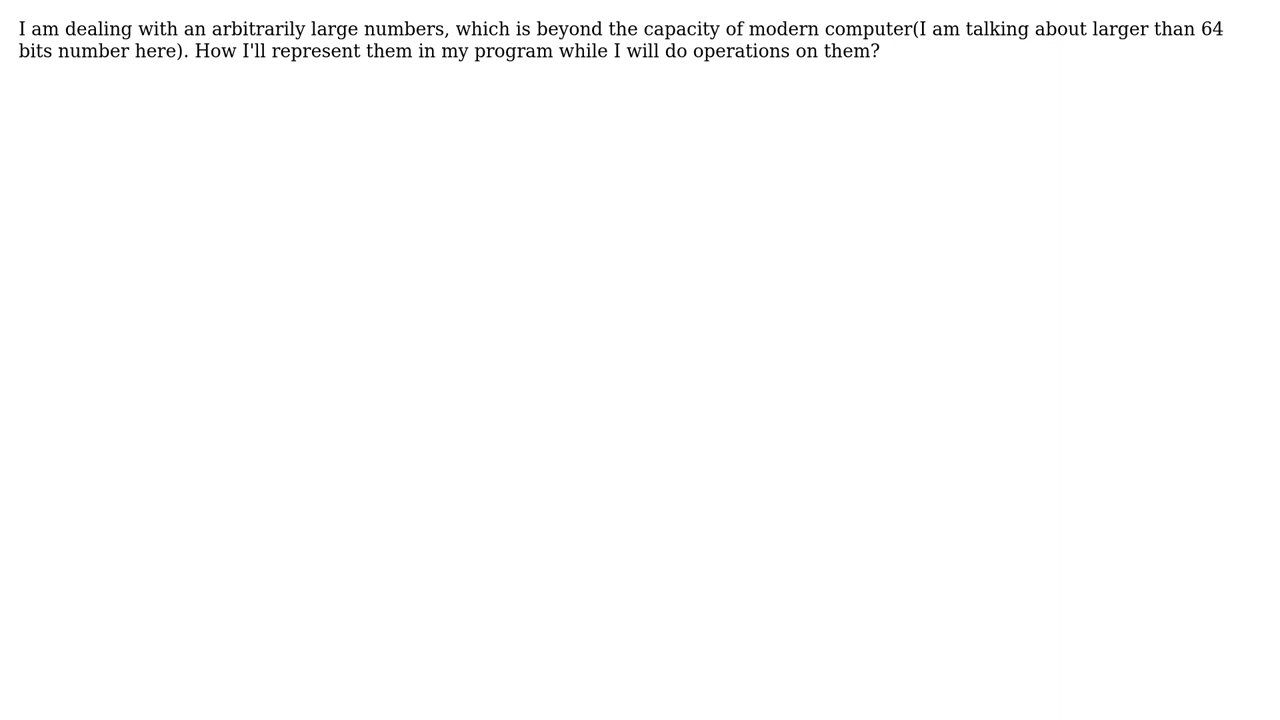 I am dealing with an arbitrarily large numbers, which is beyond the capacity of modern computer(I am talking about larger than 64
bits number here). How I'll represent them in my program while I will do operations on them?